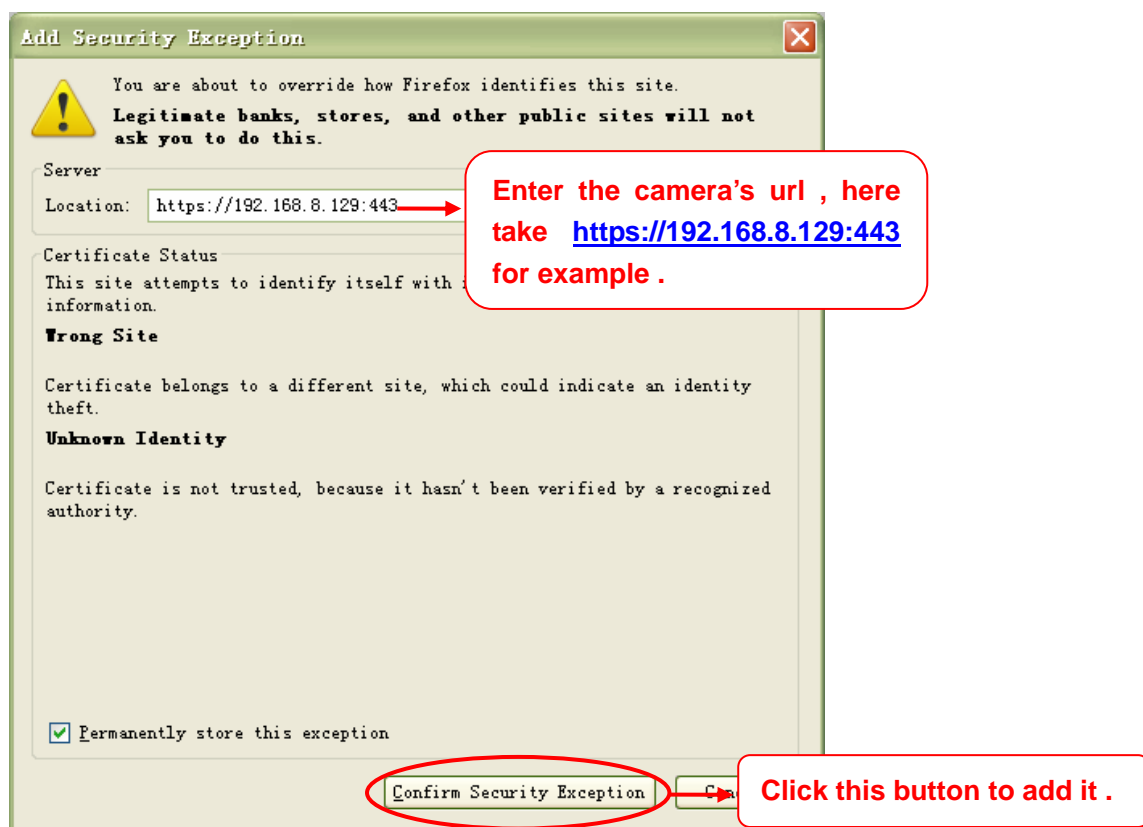 Add Security Exception
You are about to override how Firefox identifies this site.
Legitimate banks, stores, and other public sites will not
ask you to do this.
Server
Location: https://192.168.8.129:443
Enter the camera's url , here
take https://192.168.8.129:443
for example .
Certificate Status
This site attempts to identify itself with
information.
Wrong Site
Certificate belongs to a different site, which could indicate an identity
theft.
Unknown Identity
Certificate is not trusted, because it hasn't been verified by a recognized
authority.
Permanently store this exception
Confirm Security Exception
Click this button to add it .